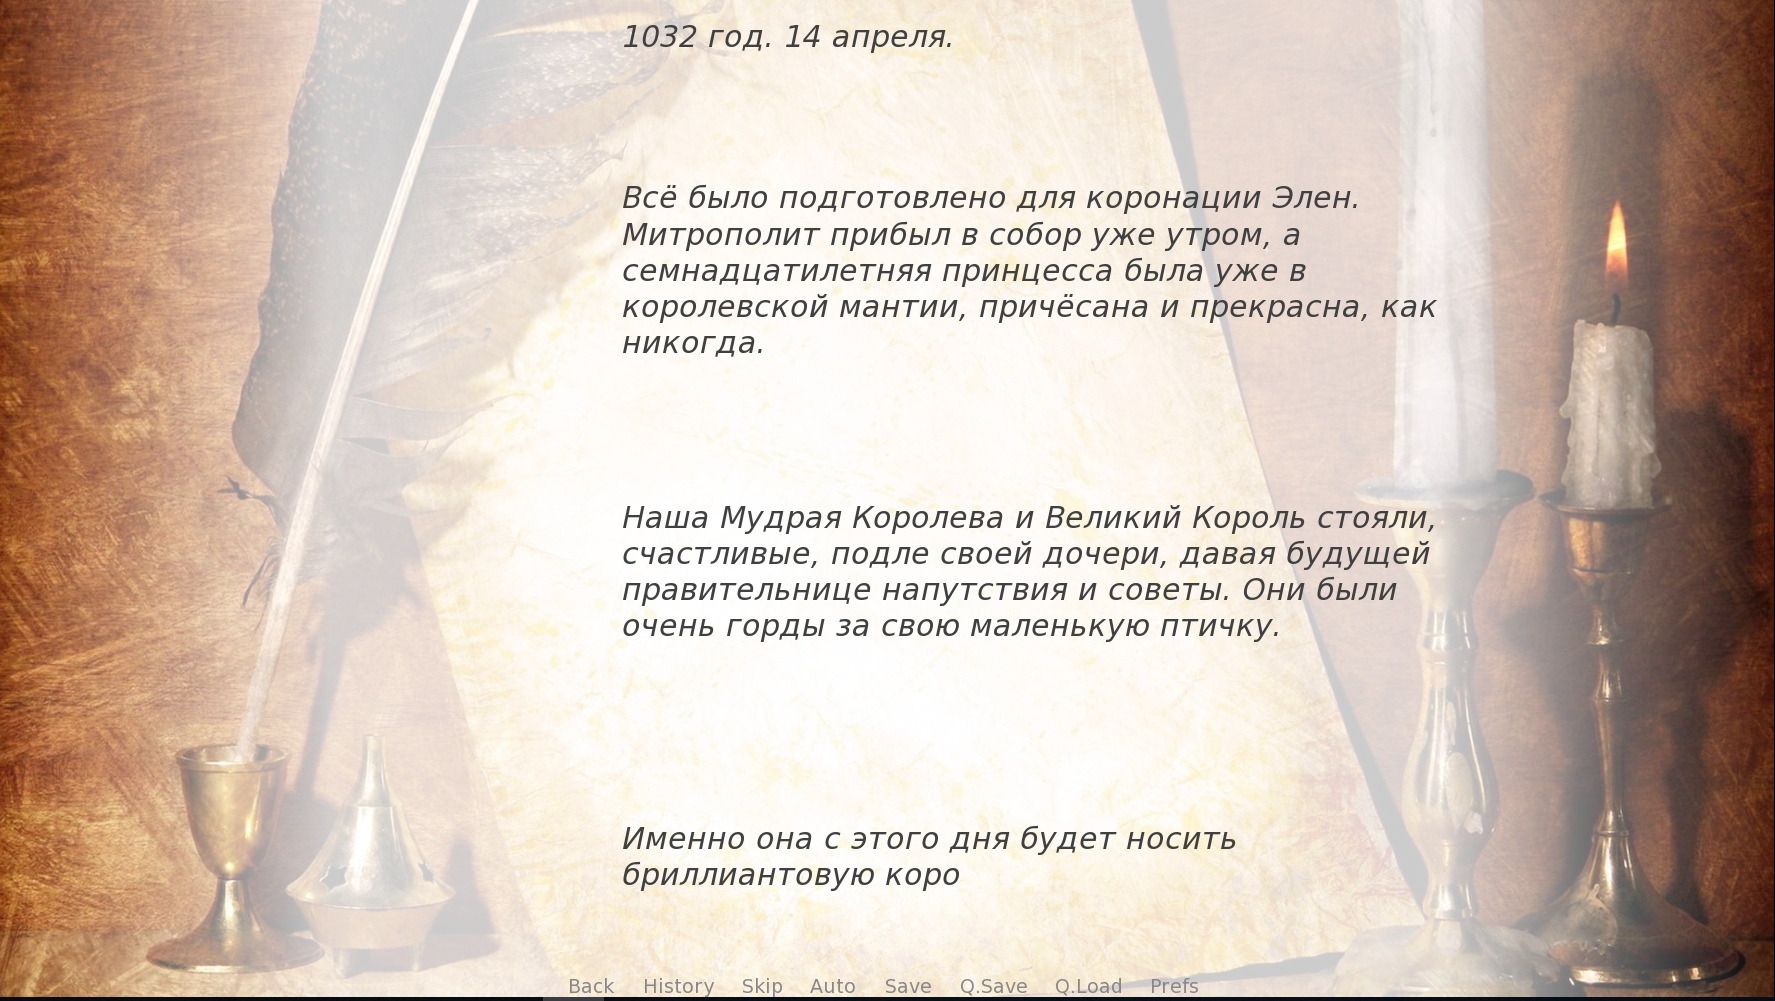 1032 год. 14 апреля.
Всё было подготовлено для коронации Элен.
Митрополит прибыл в собор уже утром, а
семнадцатилетняя принцесса была уже в
королевской мантии, причёсана и прекрасна, как
никогда.
Наша Мудрая Королева и Великий Король стояли,
счастливые, подле своей дочери, давая будущей
правительнице напутствия и советы. Они были
очень горды за свою маленькую птичку.
Именно она с этого дня будет носить
бриллиантовую коро
Back History Skip Auto Save Q.Save Q.Load Prefs